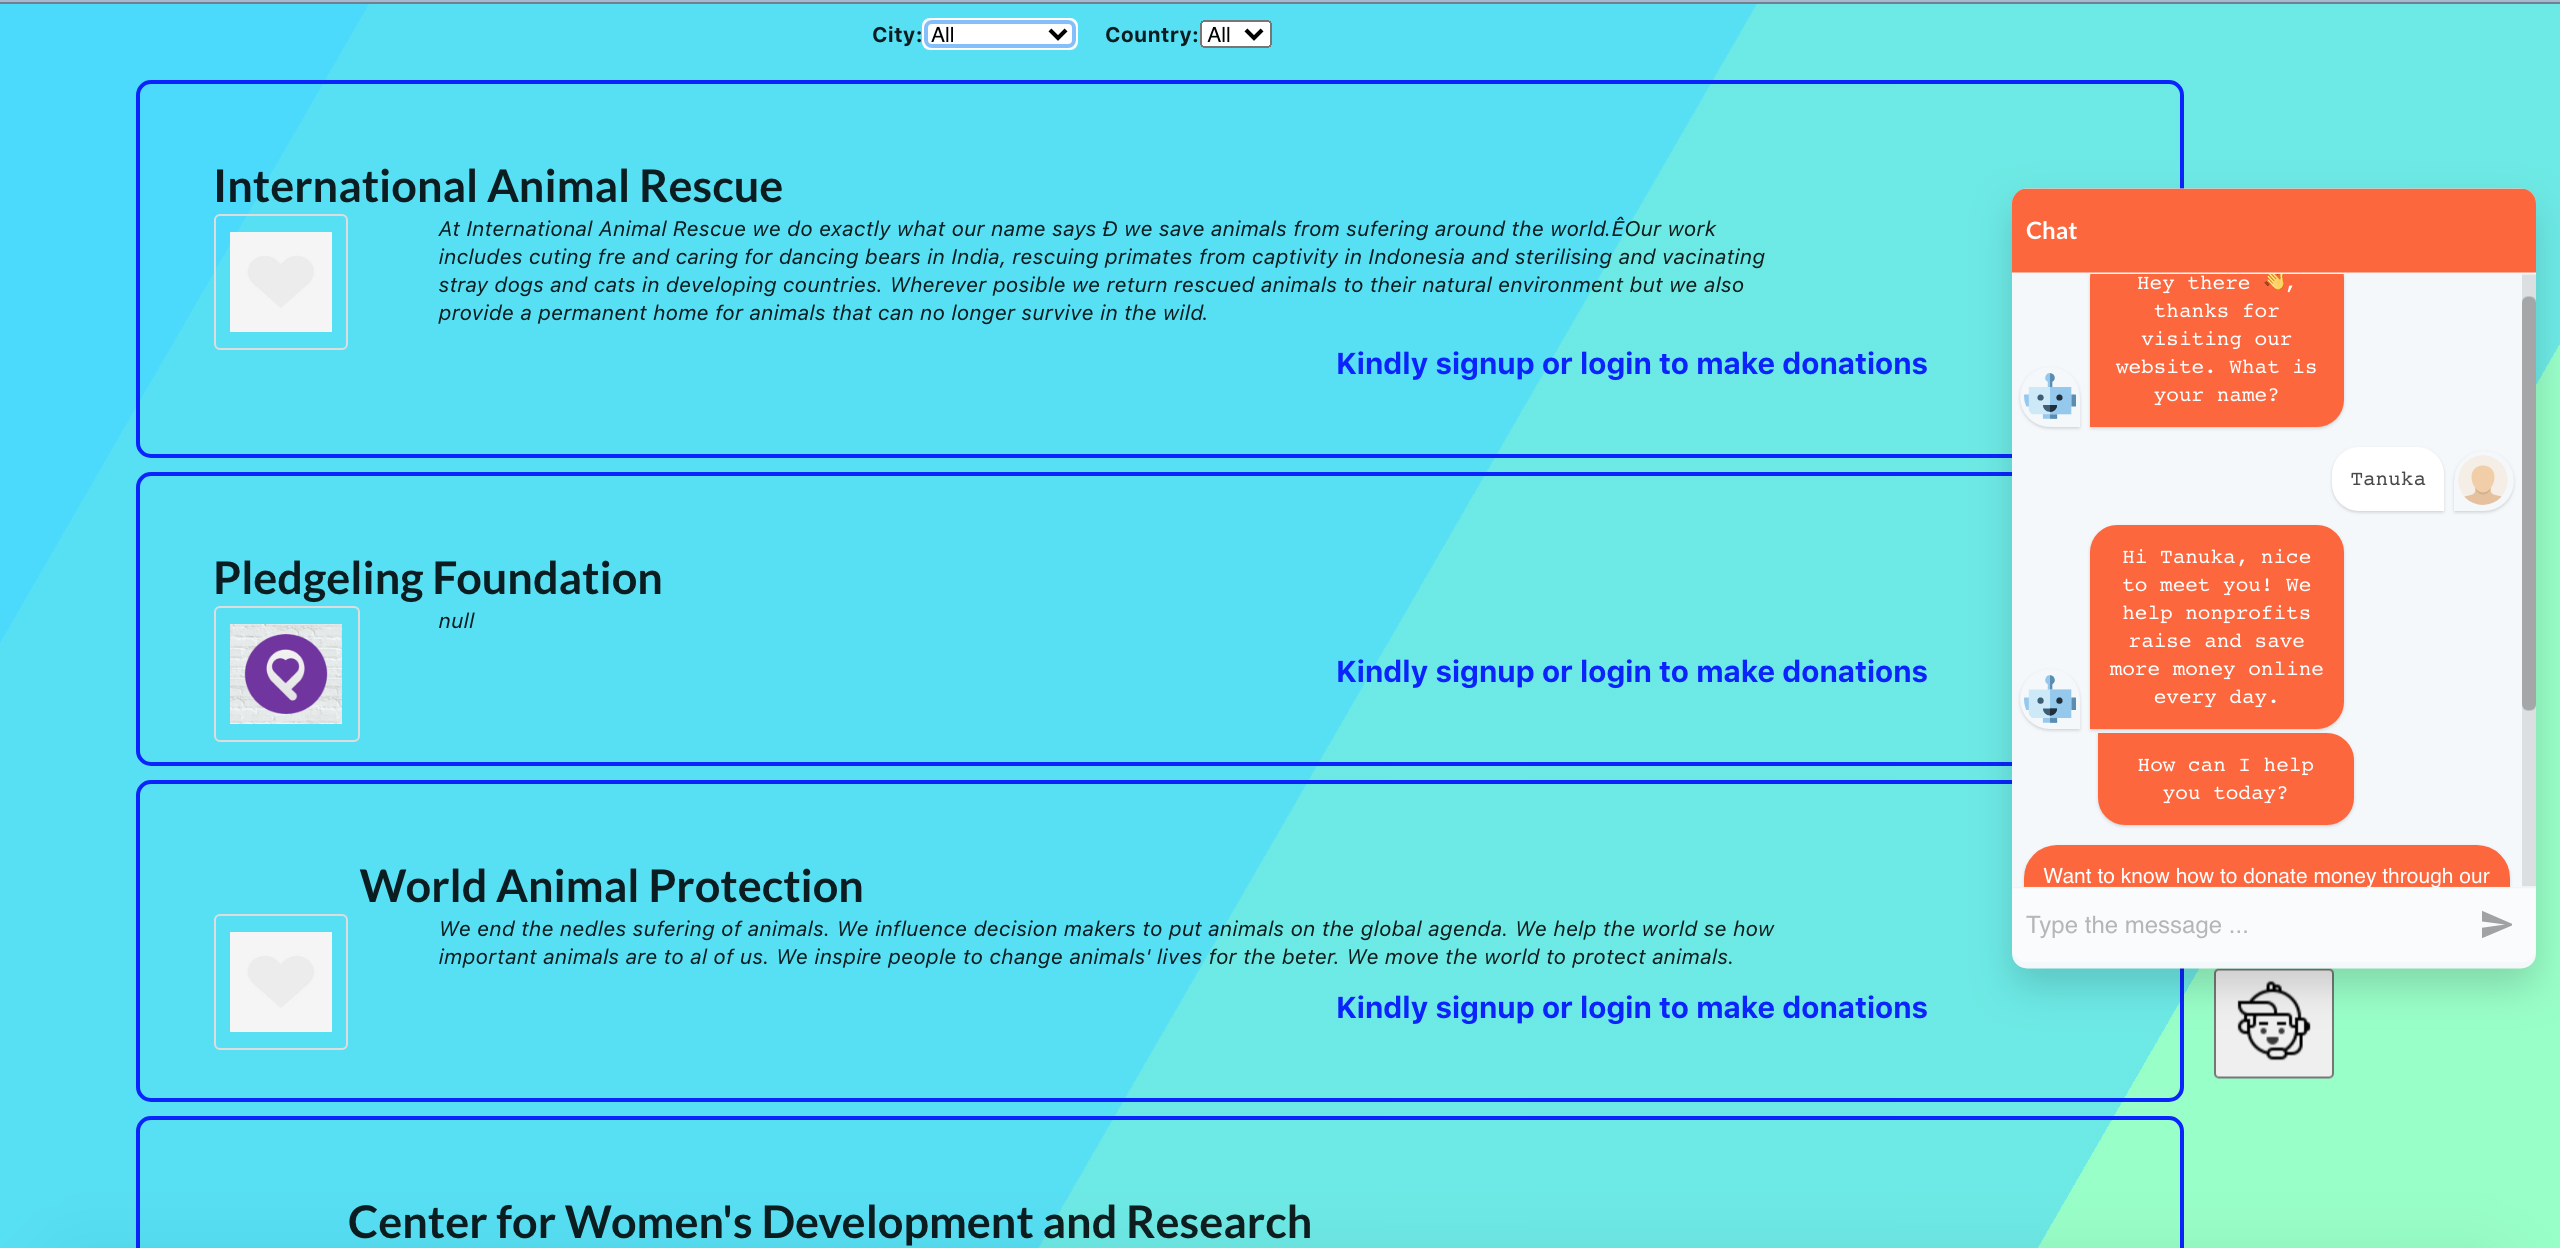 City: All Country: All
International Animal Rescue
At International Animal Rescue we do exactly what our name says Ð we save animals from sufering around the world.ÊOur work
includes cuting fre and caring for dancing bears in India, rescuing primates from captivity in Indonesia and sterilising and vacinating
stray dogs and cats in developing countries. Wherever posible we return rescued animals to their natural environment but we also
provide a permanent home for animals that can no longer survive in the wild.
Kindly signup or login to make donations
Pledgeling Foundation
null
Kindly signup or login to make donations
World Animal Protection
We end the nedles sufering of animals. We influence decision makers to put animals on the global agenda. We help the world se how
important animals are to al of us. We inspire people to change animals' lives for the beter. We move the world to protect animals.
Kindly signup or login to make donations
Center for Women's Development and Research
Chat
Hey there 👋,
thanks for
visiting our
website. What is
your name?
Tanuka
Hi Tanuka, nice
to meet you! We
help nonprofits
raise and save
more money online
every day.
How can I help
you today?
Want to know how to donate money through our
Type the message ...